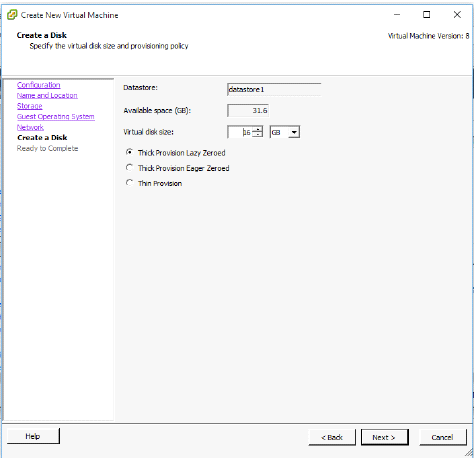 Create New Virtual Machine
Create a Disk
Specify the virtual disk size and provisioning policy
Virtual Machine Version: 8
Configuration
Name and Location
Storage
Guest Operating System
Network
Create a Disk
Ready to Complete
Datastore:
datastore1
Available space (GB):
31.6
Virtual disk size:
16
GB
Thick Provision Lazy Zeroed
Thick Provision Eager Zeroed
Thin Provision
Help
< Back
Next >
Cancel